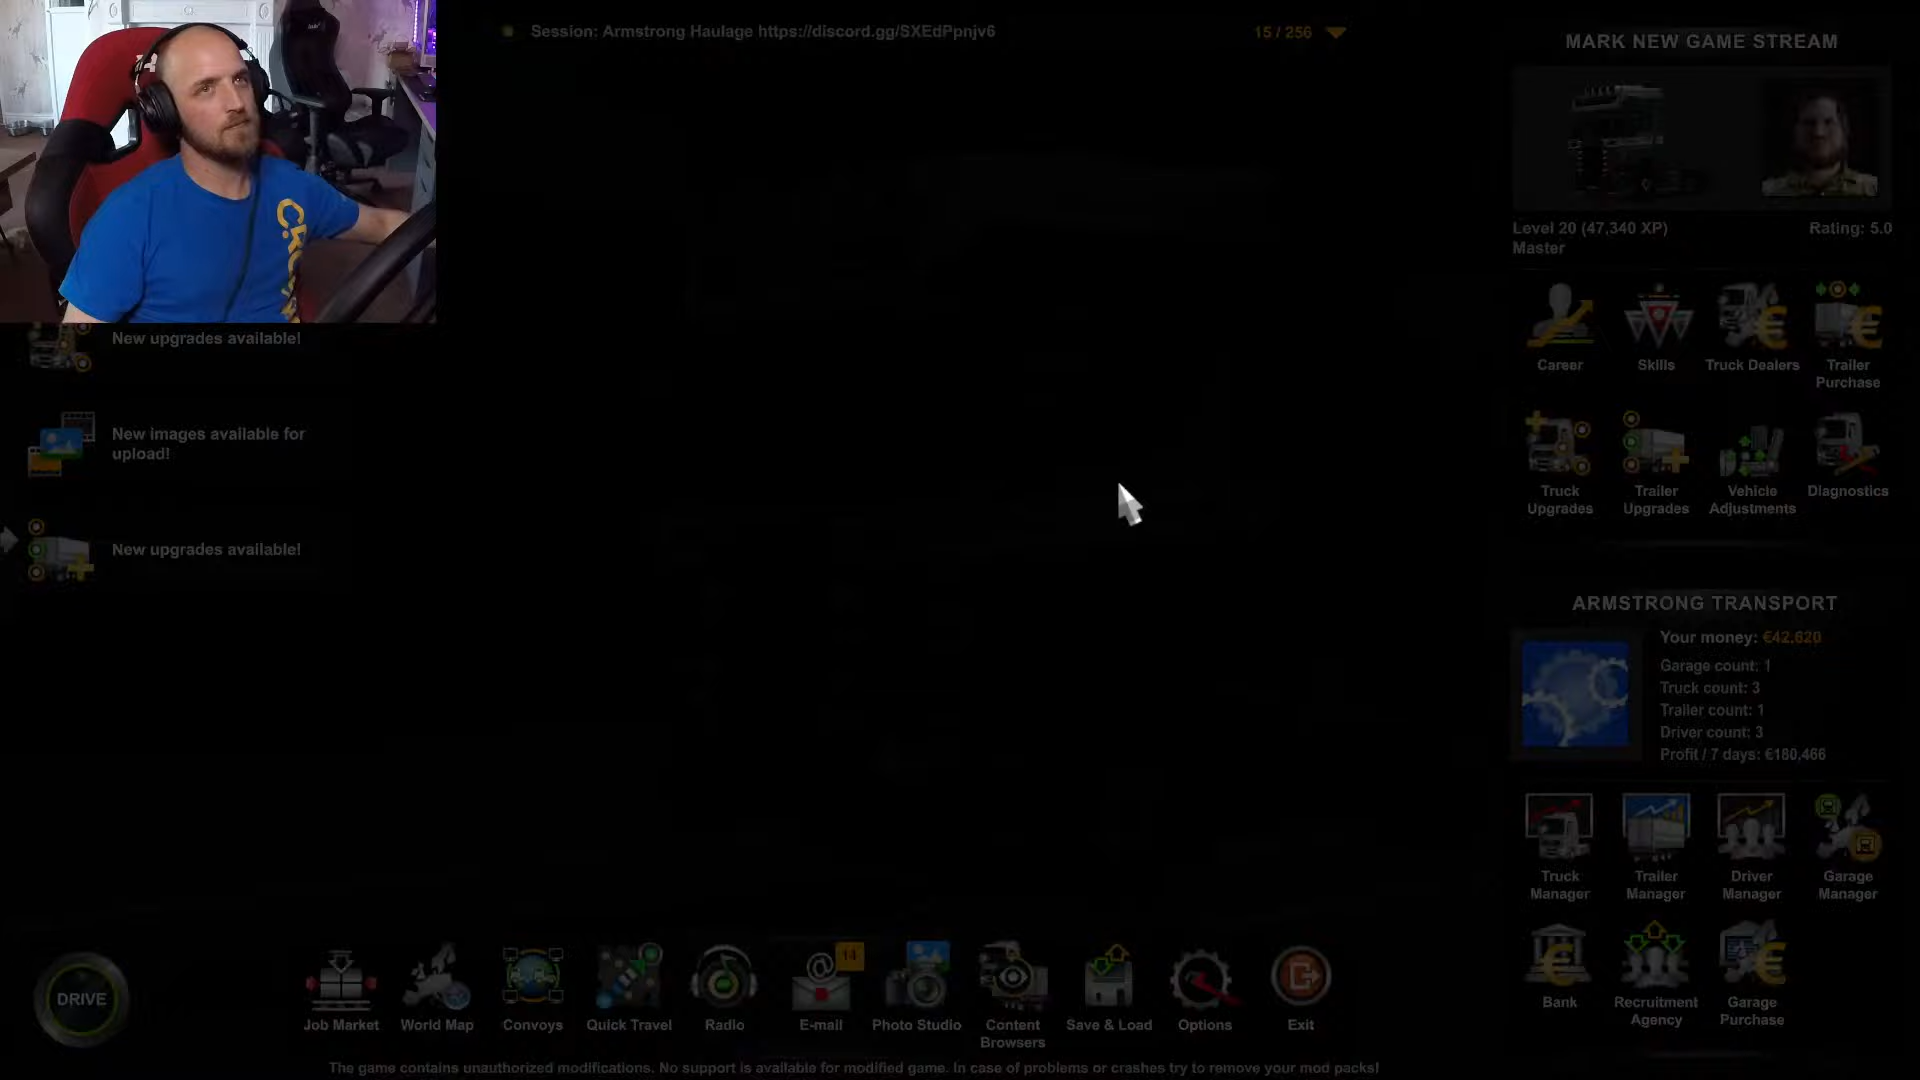 Session: Armstrong Haulage https://discord.gg/SXEdPpnjv6
15 / 256
MARK NEW GAME STREAM
Level 20 (47,340 XP)
Rating: 5.0
Master
New upgrades available!
New images available for
upload!
New upgrades available!
Career
Skills
Truck Dealers
Trailer
Purchase
Truck
Upgrades
Trailer
Upgrades
Vehicle
Adjustments
Diagnostics
ARMSTRONG TRANSPORT
Your money: €42,620
Garage count: 1
Truck count: 3
Trailer count: 1
Driver count: 3
Profit / 7 days: €180,466
Truck
Manager
Trailer
Manager
Driver
Manager
Garage
Manager
Bank
Recruitment
Agency
Garage
Purchase
DRIVE
Job Market
World Map
Convoys
Quick Travel
Radio
14
E-mail
Photo Studio
Content
Browsers
Save & Load
Options
Exit
The game contains unauthorized modifications. No support is available for modified game. In case of problems or crashes try to remove your mod packs!